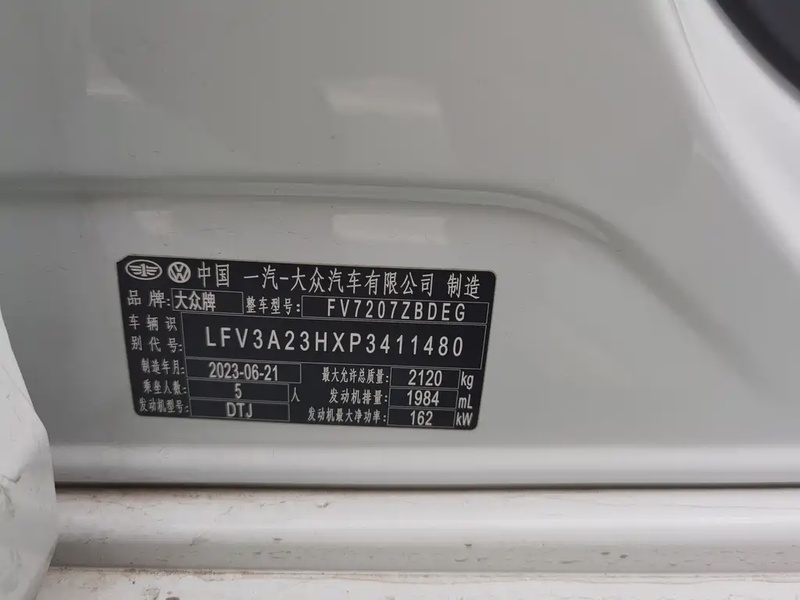 中国 一汽-大众汽车有限公司 制造
品牌: 大众牌 整车型号: FV7207ZBDEG
车辆识别代号: LFV3A23HXP3411480
制造年月: 2023-06-21 最大允许总质量: 2120 kg
乘坐人数: 5 人 发动机排量: 1984 mL
发动机型号: DTJ 发动机最大净功率: 162 kW